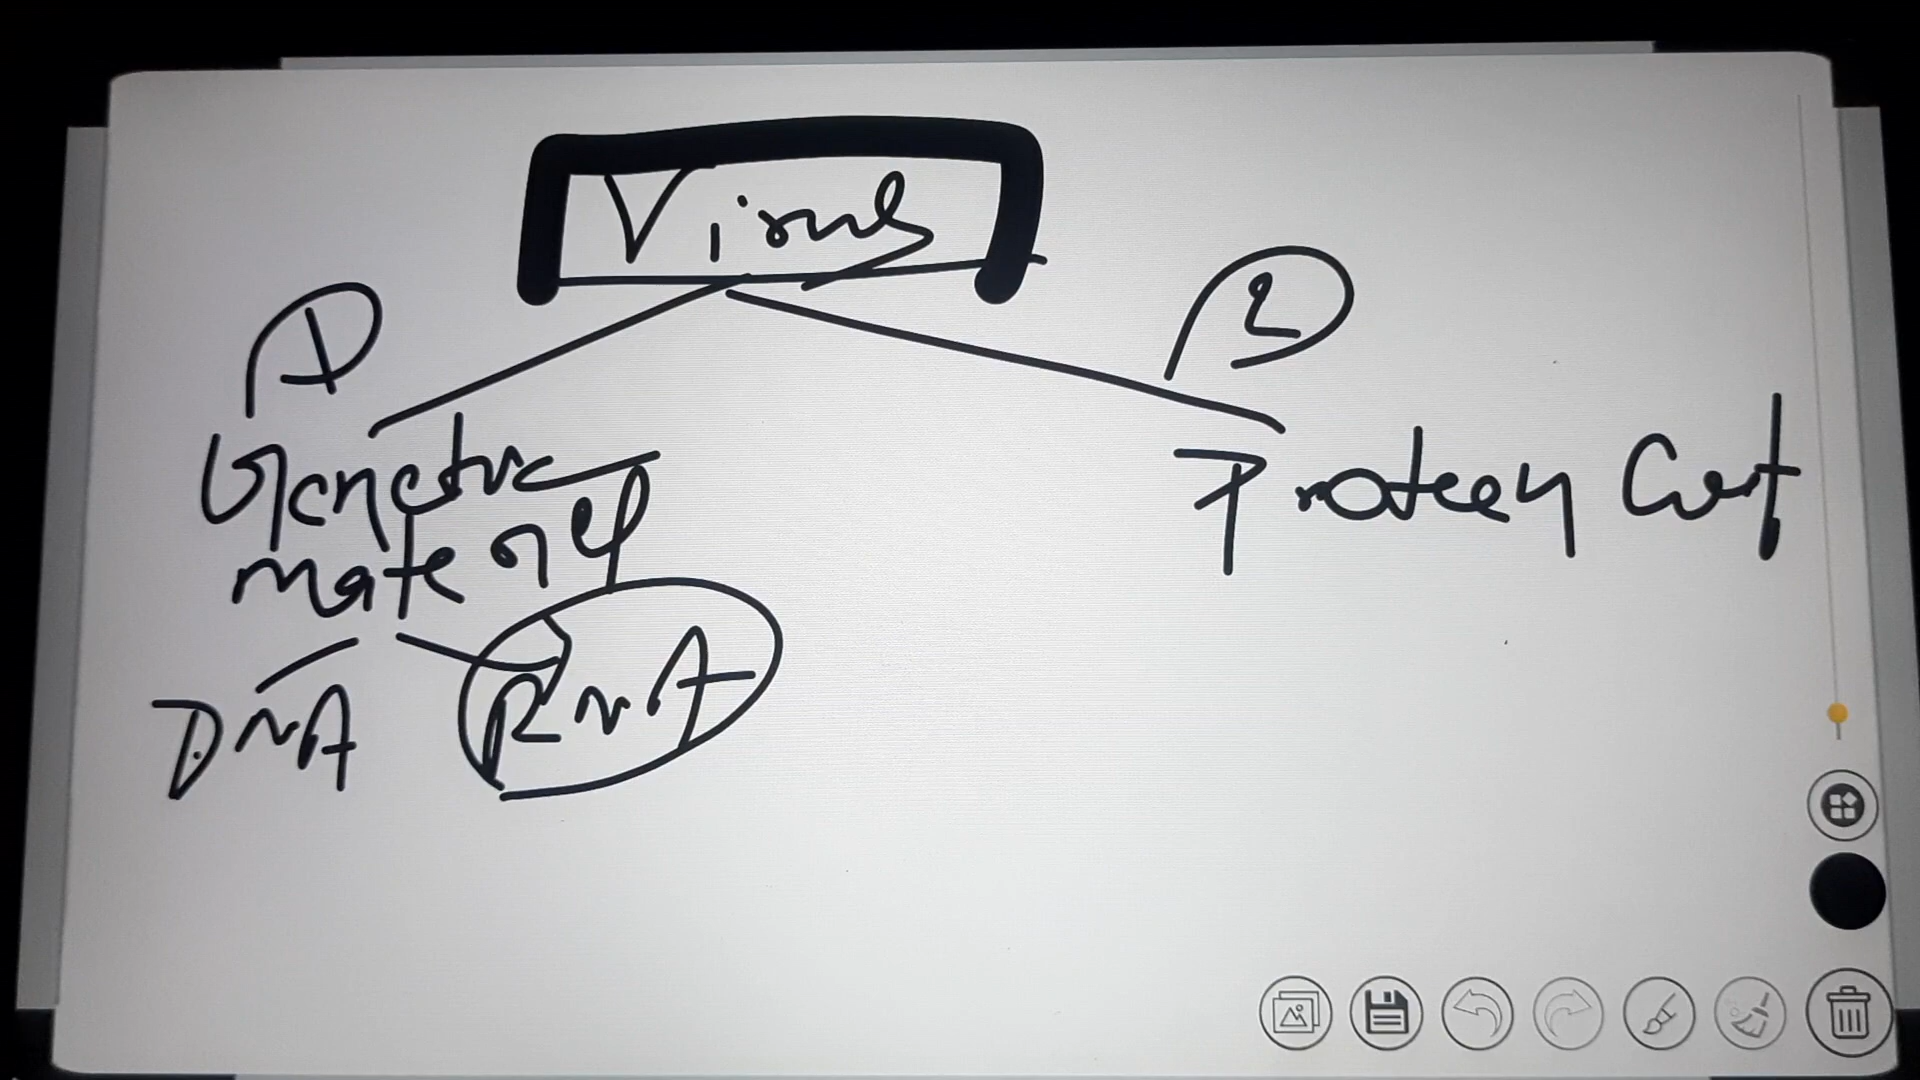 Virus
1
2
Genetic
material
Protein Coat
DNA
RNA